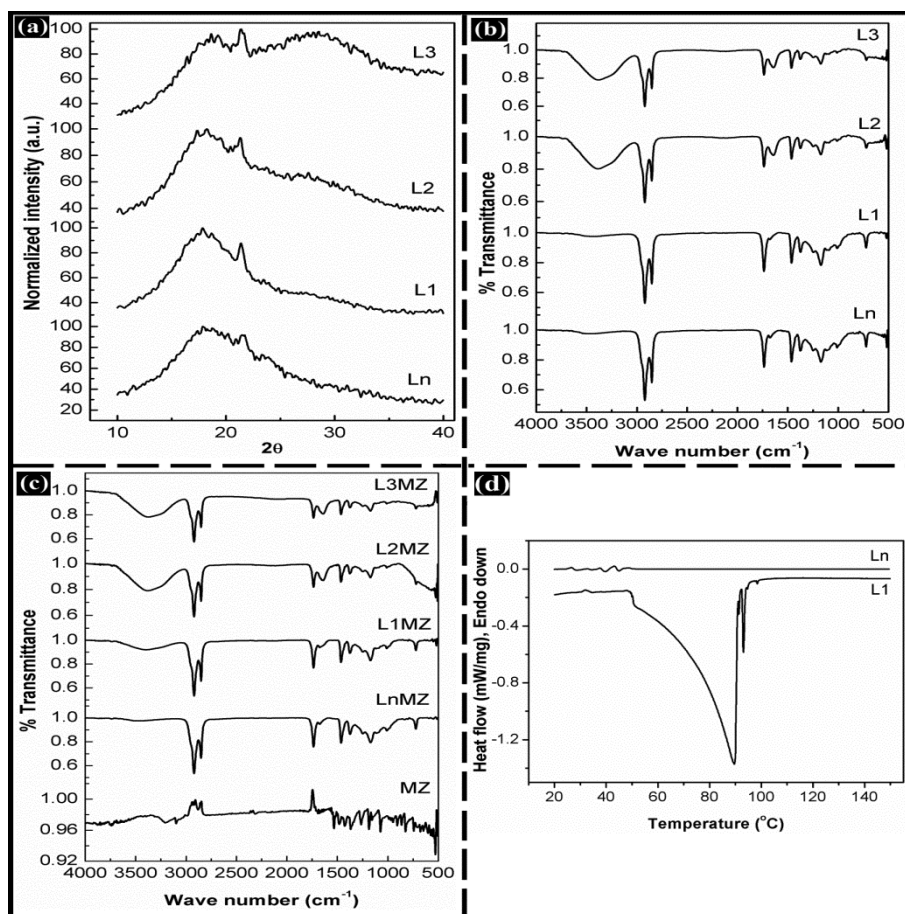 (a)
100
80
60
40
L3
100
80
60
40
L2
100
80
60
40
L1
100
80
60
40
20
Ln
10 20 30 40
2θ
Normalized intensity (a.u.)
(b)
1.0
0.8
0.6
L3
1.0
0.8
0.6
L2
1.0
0.8
0.6
L1
1.0
0.8
0.6
Ln
4000 3500 3000 2500 2000 1500 1000 500
Wave number (cm⁻¹)
% Transmittance
(c)
1.0
0.8
0.6
L3MZ
1.0
0.8
0.6
L2MZ
1.0
0.8
0.6
L1MZ
1.0
0.8
0.6
LnMZ
1.00
0.96
0.92
MZ
4000 3500 3000 2500 2000 1500 1000 500
Wave number (cm⁻¹)
% Transmittance
(d)
0.0
-0.4
-0.8
-1.2
Ln
L1
20 40 60 80 100 120 140
Temperature (°C)
Heat flow (mW/mg), Endo down